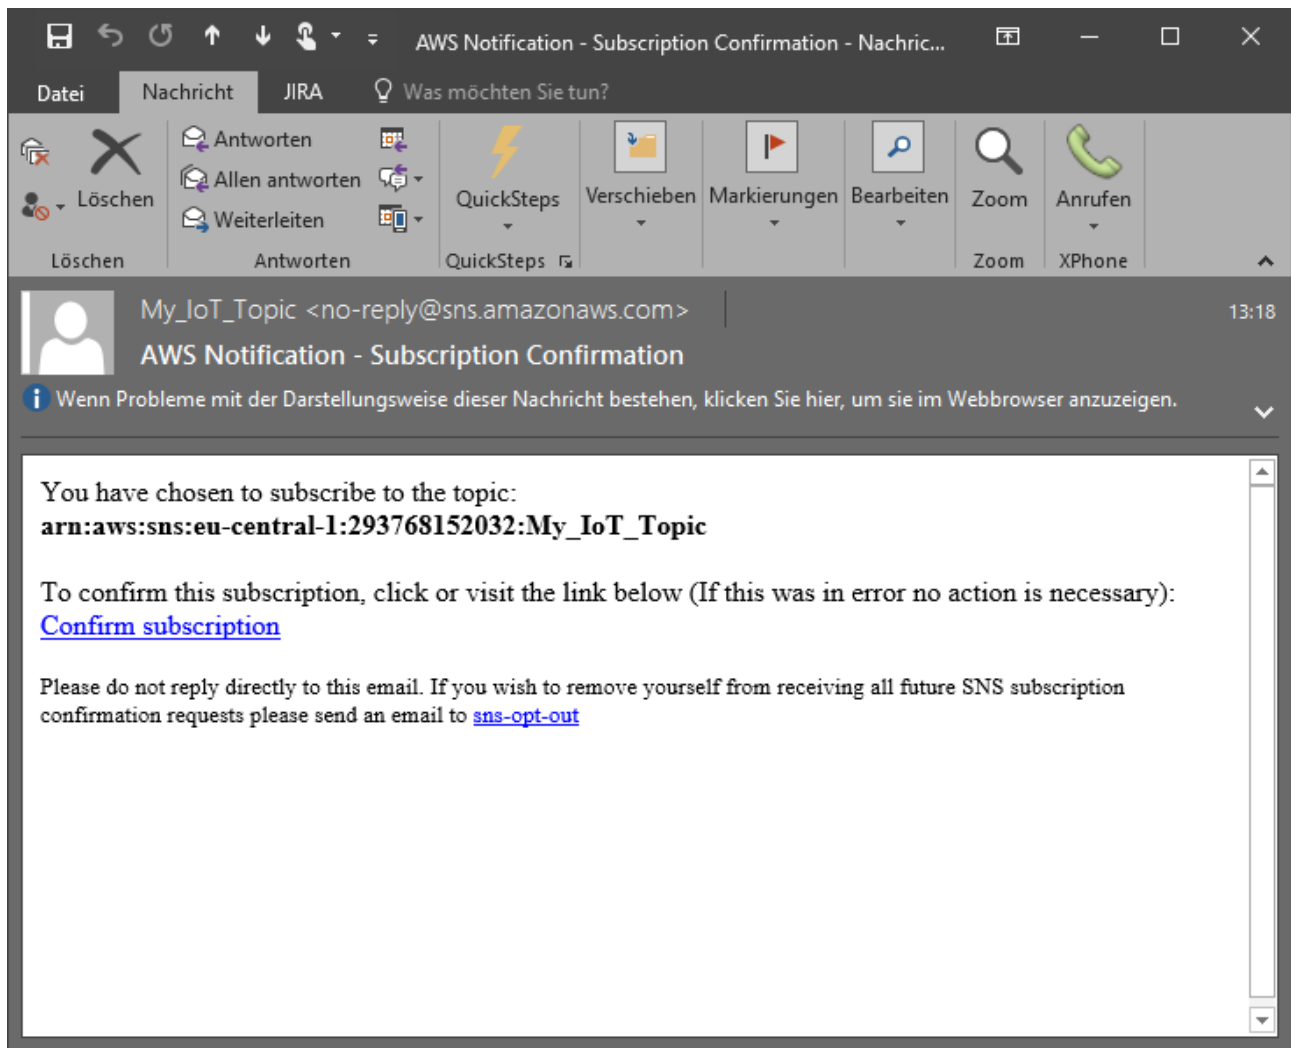 AWS Notification - Subscription Confirmation - Nachric...
Datei Nachricht JIRA Was möchten Sie tun?
Löschen
Antworten
Allen antworten
Weiterleiten
QuickSteps
Verschieben
Markierungen
Bearbeiten
Zoom
Anrufen
Löschen Antworten QuickSteps Zoom XPhone
My_IoT_Topic <no-reply@sns.amazonaws.com> 13:18
AWS Notification - Subscription Confirmation
Wenn Probleme mit der Darstellungsweise dieser Nachricht bestehen, klicken Sie hier, um sie im Webbrowser anzuzeigen.
You have chosen to subscribe to the topic:
arn:aws:sns:eu-central-1:293768152032:My_IoT_Topic
To confirm this subscription, click or visit the link below (If this was in error no action is necessary):
Confirm subscription
Please do not reply directly to this email. If you wish to remove yourself from receiving all future SNS subscription
confirmation requests please send an email to sns-opt-out